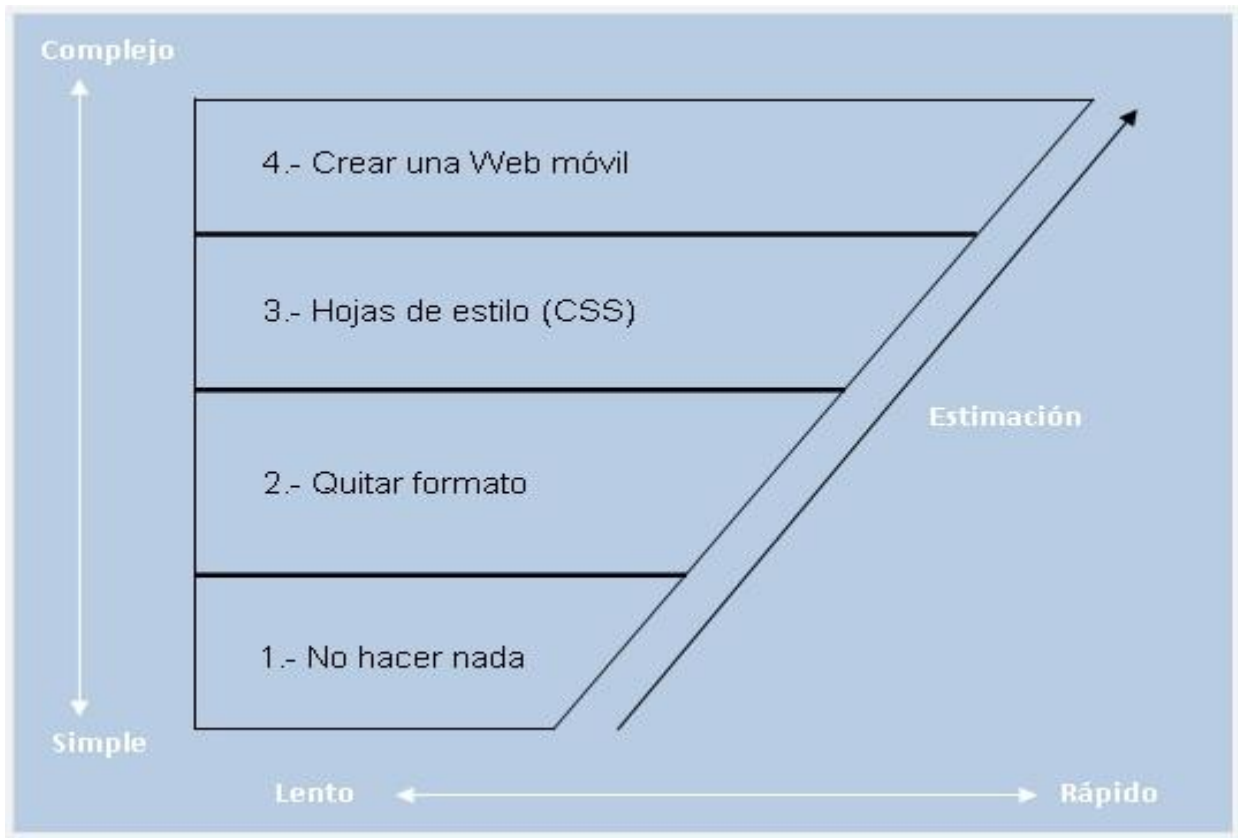 Complejo
4.- Crear una Web móvil
3.- Hojas de estilo (CSS)
Estimación
2.- Quitar formato
1.- No hacer nada
Simple
Lento
Rápido